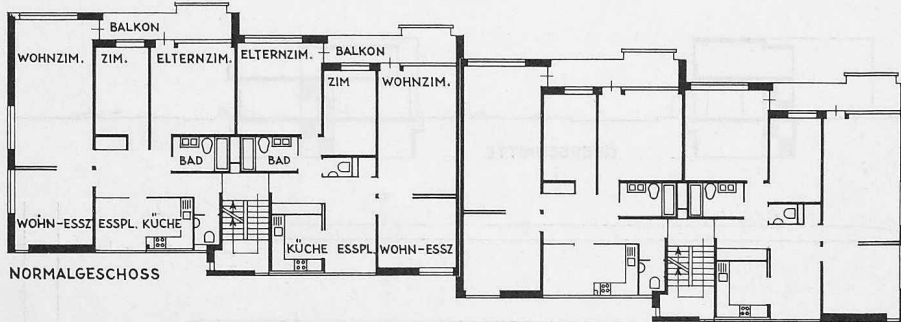 BALKON
WOHNZIM. ZIM. ELTERNZIM. ELTERNZIM. BALKON
ZIM WOHNZIM.
BAD BAD
WOHN-ESSZ ESSPL. KÜCHE
KÜCHE ESSPL. WOHN-ESSZ
NORMALGESCHOSS